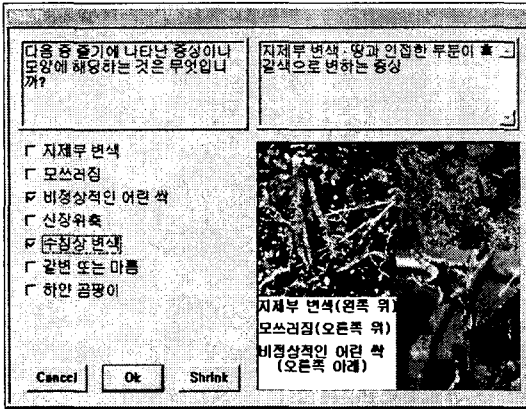 다음 중 줄기에 나타난 증상이나
모양에 해당하는 것은 무엇입니
까?
지제부 변색 - 땅과 인접한 부분이 흑
갈색으로 변하는 증상
지제부 변색
모쓰러짐
비정상적인 어린 싹
신장위축
수침상 변색
갈변 또는 마름
하얀 곰팡이
지제부 변색(왼쪽 위)
모쓰러짐(오른쪽 위)
비정상적인 어린 싹
(오른쪽 아래)
Cancel
Ok
Shrink